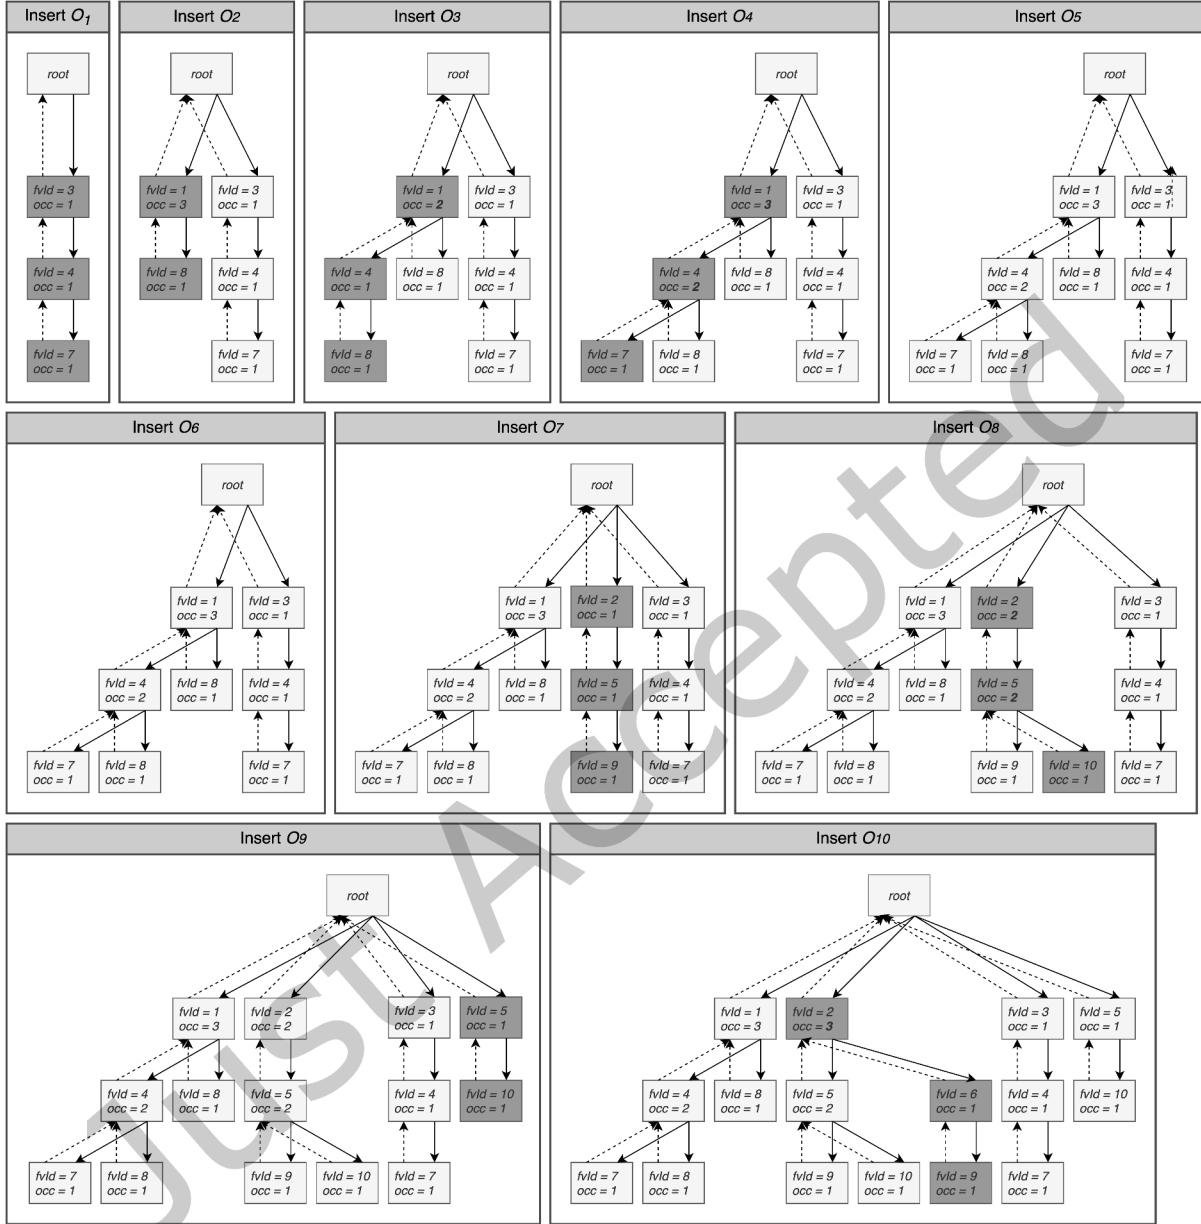 Insert O1
root
fvId = 3
occ = 1
fvId = 4
occ = 1
fvId = 7
occ = 1
Insert O2
root
fvId = 1
occ = 3
fvId = 3
occ = 1
fvId = 8
occ = 1
fvId = 4
occ = 1
fvId = 7
occ = 1
Insert O3
root
fvId = 1
occ = 2
fvId = 3
occ = 1
fvId = 4
occ = 1
fvId = 8
occ = 1
fvId = 4
occ = 1
fvId = 8
occ = 1
fvId = 7
occ = 1
Insert O4
root
fvId = 1
occ = 3
fvId = 3
occ = 1
fvId = 4
occ = 2
fvId = 8
occ = 1
fvId = 4
occ = 1
fvId = 7
occ = 1
fvId = 8
occ = 1
fvId = 7
occ = 1
Insert O5
root
fvId = 1
occ = 3
fvId = 3
occ = 1
fvId = 4
occ = 2
fvId = 8
occ = 1
fvId = 4
occ = 1
fvId = 7
occ = 1
fvId = 8
occ = 1
fvId = 7
occ = 1
Insert O6
root
fvId = 1
occ = 3
fvId = 3
occ = 1
fvId = 4
occ = 2
fvId = 8
occ = 1
fvId = 4
occ = 1
fvId = 7
occ = 1
fvId = 8
occ = 1
fvId = 7
occ = 1
Insert O7
root
fvId = 1
occ = 3
fvId = 2
occ = 1
fvId = 3
occ = 1
fvId = 4
occ = 2
fvId = 8
occ = 1
fvId = 5
occ = 1
fvId = 4
occ = 1
fvId = 7
occ = 1
fvId = 8
occ = 1
fvId = 9
occ = 1
fvId = 7
occ = 1
Insert O8
root
fvId = 1
occ = 3
fvId = 2
occ = 2
fvId = 3
occ = 1
fvId = 4
occ = 2
fvId = 8
occ = 1
fvId = 5
occ = 2
fvId = 4
occ = 1
fvId = 7
occ = 1
fvId = 8
occ = 1
fvId = 9
occ = 1
fvId = 10
occ = 1
fvId = 7
occ = 1
Insert O9
root
fvId = 1
occ = 3
fvId = 2
occ = 2
fvId = 3
occ = 1
fvId = 5
occ = 1
fvId = 4
occ = 2
fvId = 8
occ = 1
fvId = 5
occ = 2
fvId = 4
occ = 1
fvId = 10
occ = 1
fvId = 7
occ = 1
fvId = 8
occ = 1
fvId = 9
occ = 1
fvId = 10
occ = 1
fvId = 7
occ = 1
Insert O10
root
fvId = 1
occ = 3
fvId = 2
occ = 3
fvId = 3
occ = 1
fvId = 5
occ = 1
fvId = 4
occ = 2
fvId = 8
occ = 1
fvId = 5
occ = 2
fvId = 6
occ = 1
fvId = 4
occ = 1
fvId = 10
occ = 1
fvId = 7
occ = 1
fvId = 8
occ = 1
fvId = 9
occ = 1
fvId = 10
occ = 1
fvId = 9
occ = 1
fvId = 7
occ = 1
Just Accepted